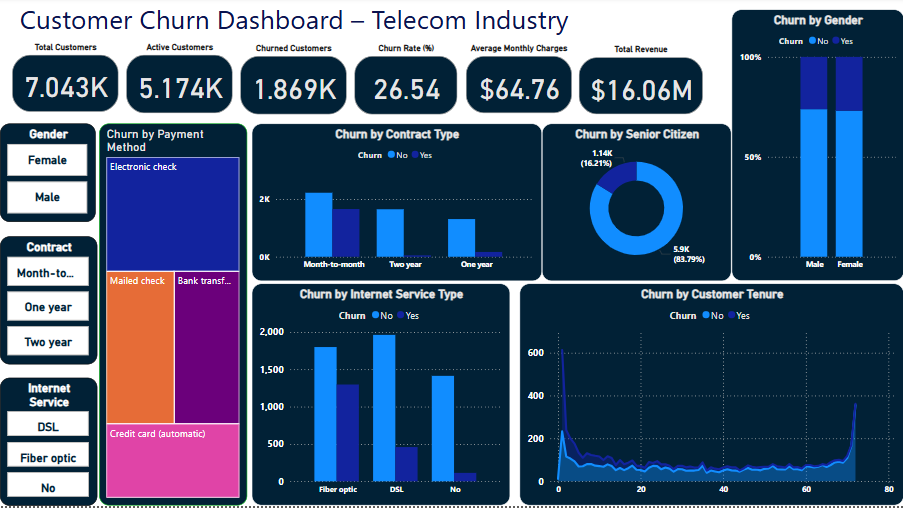 Customer Churn Dashboard – Telecom Industry
Total Customers
7.043K
Active Customers
5.174K
Churned Customers
1.869K
Churn Rate (%)
26.54
Average Monthly Charges
$64.76
Total Revenue
$16.06M
Churn by Gender
Churn No Yes
100%
50%
0%
Male Female
Gender
Female
Male
Contract
Month-to...
One year
Two year
Internet
Service
DSL
Fiber optic
No
Churn by Payment
Method
Electronic check
Mailed check
Bank transf...
Credit card (automatic)
Churn by Contract Type
Churn No Yes
2K
0K
Month-to-month Two year One year
Churn by Senior Citizen
1.14K
(16.21%)
5.9K
(83.79%)
Churn by Internet Service Type
Churn No Yes
2,000
1,500
1,000
500
0
Fiber optic DSL No
Churn by Customer Tenure
Churn No Yes
600
400
200
0
0 20 40 60 80